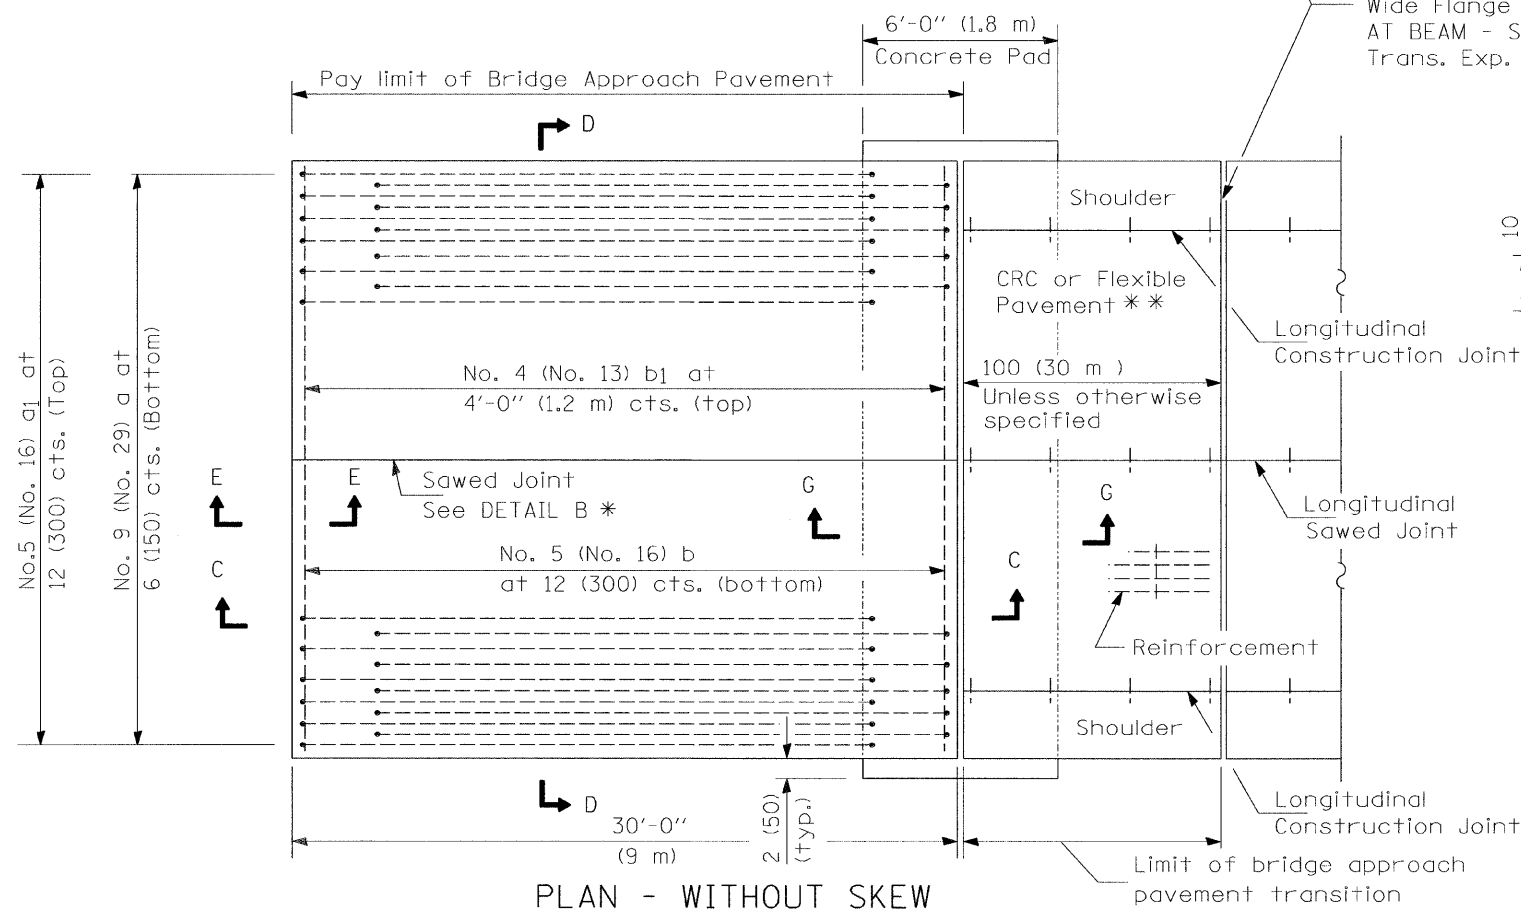 Wide Flange
AT BEAM - S
Trans. Exp.
6'-0" (1.8 m)
Concrete Pad
Pay limit of Bridge Approach Pavement
D
Shoulder
10
CRC or Flexible
Pavement * *
Longitudinal
Construction Joint
No. 4 (No. 13) b1 at
4'-0" (1.2 m) cts. (top)
100 (30 m )
Unless otherwise
specified
No.5 (No. 16) a1 at
12 (300) cts. (Top)
No. 9 (No. 29) a at
6 (150) cts. (Bottom)
E
E
Sawed Joint
See DETAIL B *
G
G
Longitudinal
Sawed Joint
C
No. 5 (No. 16) b
at 12 (300) cts. (bottom)
C
Reinforcement
Shoulder
D
30'-0"
(9 m)
2 (50)
(typ.)
Longitudinal
Construction Joint
Limit of bridge approach
pavement transition
PLAN - WITHOUT SKEW